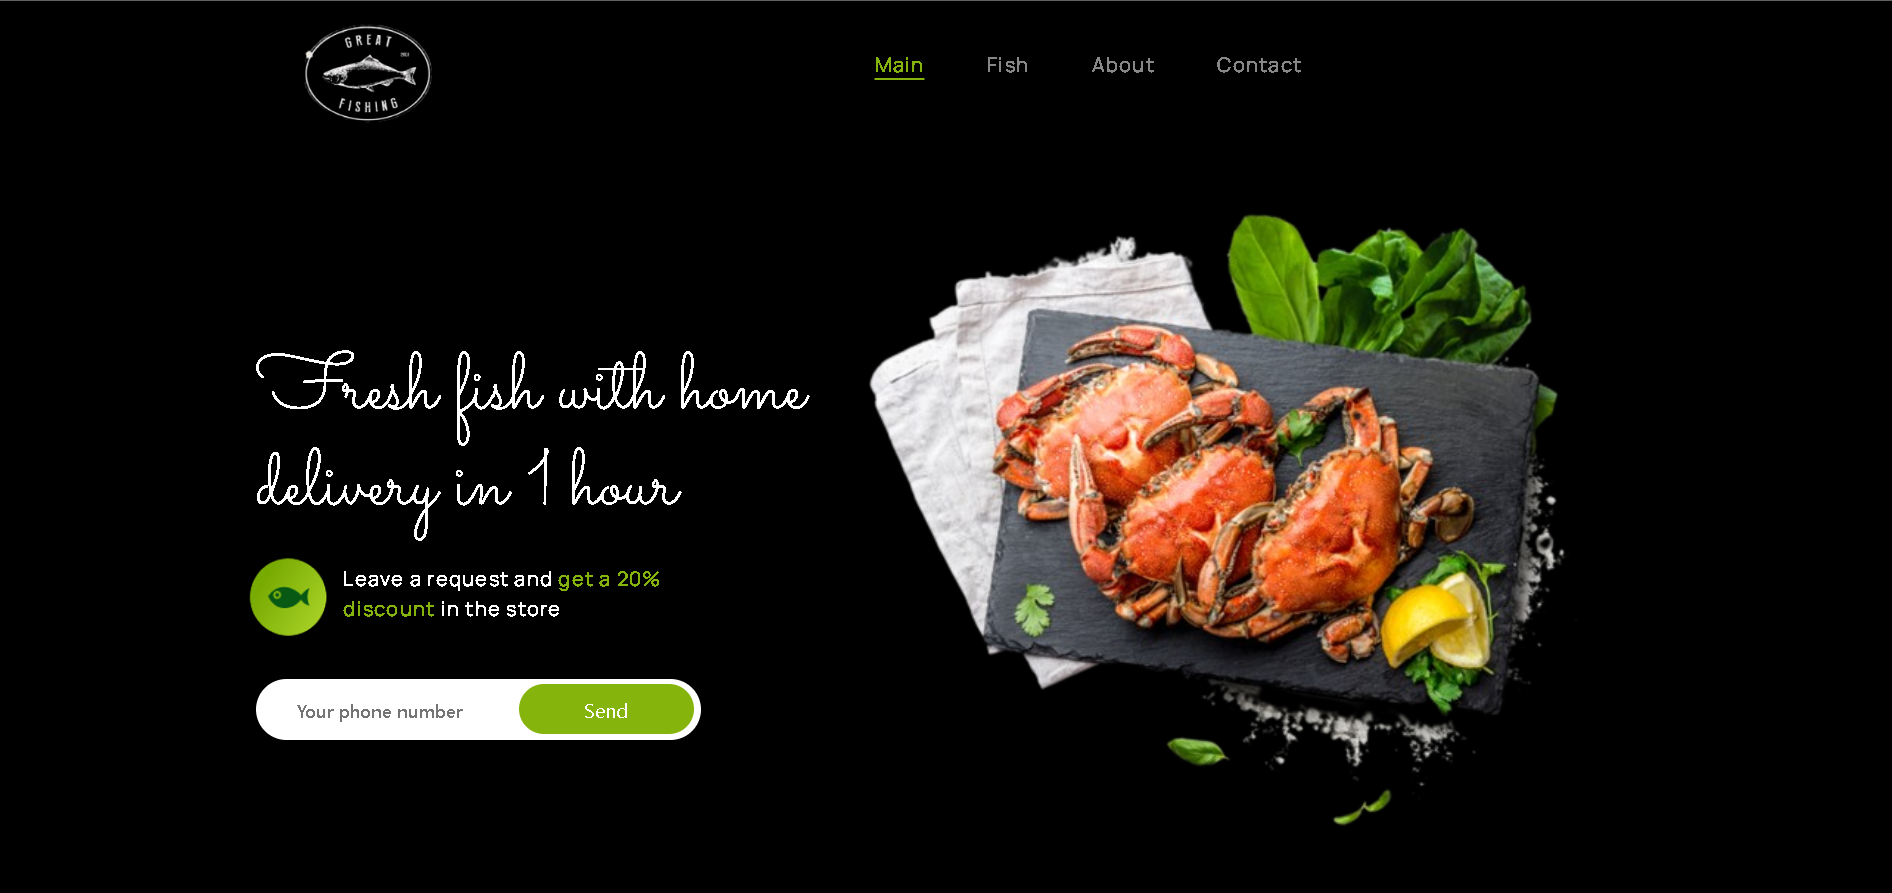 GREAT
FISHING
Main Fish About Contact
Fresh fish with home
delivery in 1 hour
Leave a request and get a 20%
discount in the store
Your phone number Send